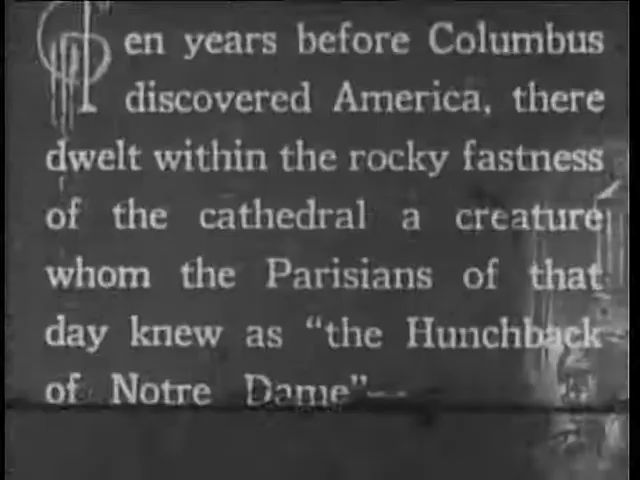 Ten years before Columbus
discovered America, there
dwelt within the rocky fastness
of the cathedral a creature
whom the Parisians of that
day knew as "the Hunchback
of Notre Dame"—